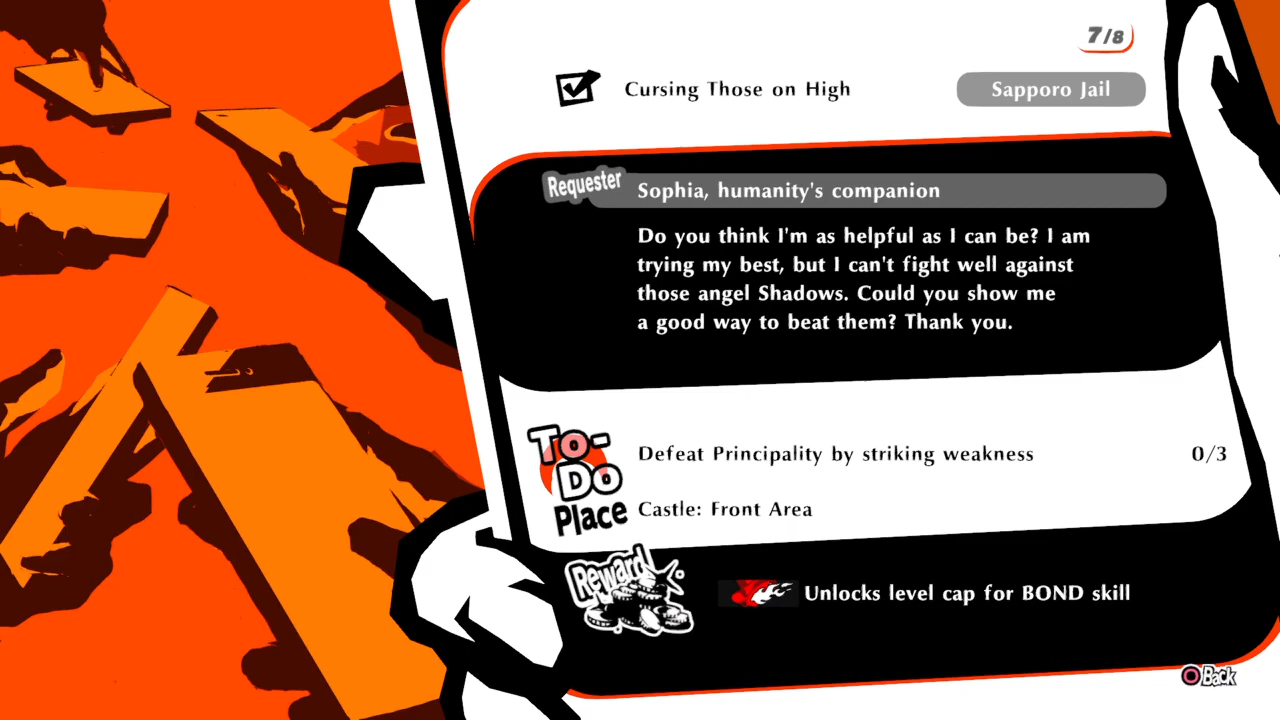 7/8
Cursing Those on High
Sapporo Jail
Requester
Sophia, humanity's companion
Do you think I'm as helpful as I can be? I am
trying my best, but I can't fight well against
those angel Shadows. Could you show me
a good way to beat them? Thank you.
To-
Do
Defeat Principality by striking weakness
0/3
Place
Castle: Front Area
Reward
Unlocks level cap for BOND skill
Back